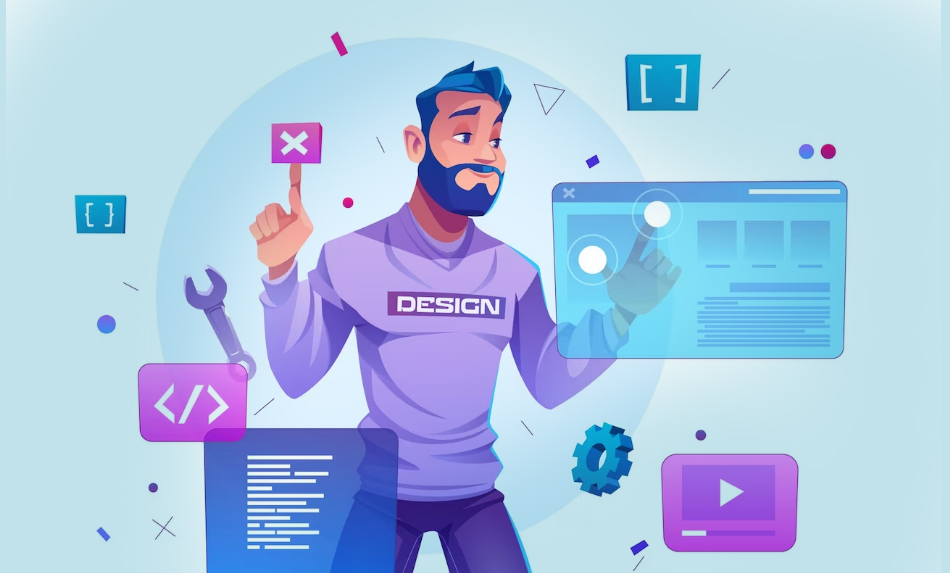 [ ]
{ }
DESIGN
</>